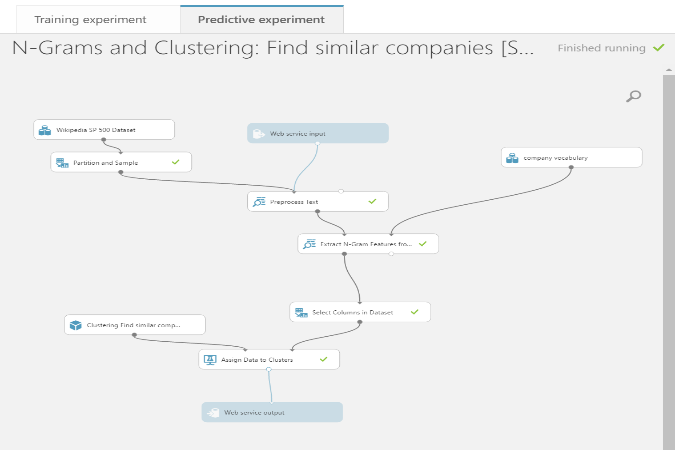 Training experiment
Predictive experiment
N-Grams and Clustering: Find similar companies [S...
Finished running
Wikipedia SP 500 Dataset
Web service input
Partition and Sample
company vocabulary
Preprocess Text
Extract N-Gram Features fro...
Select Columns in Dataset
Clustering Find similar comp...
Assign Data to Clusters
Web service output